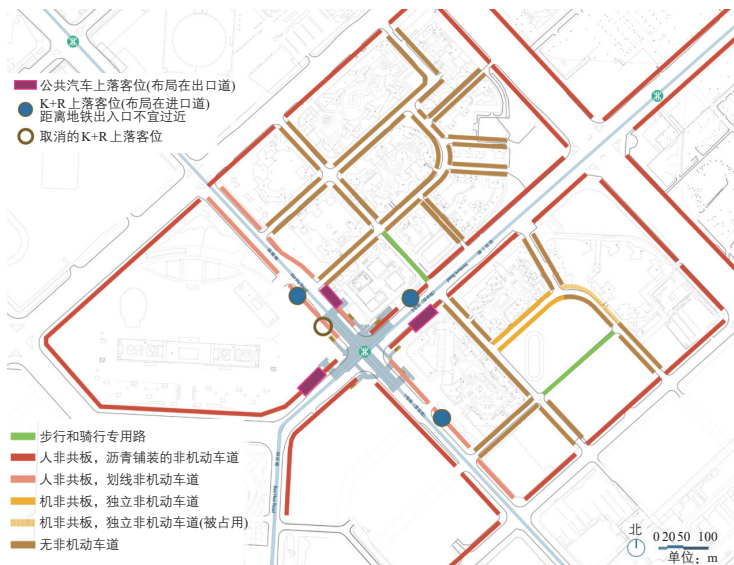 公共汽车上落客位(布局在出口道)
K+R上落客位(布局在进口道)
距离地铁出入口不宜过近
取消的K+R上落客位
步行和骑行专用路
人非共板，沥青铺装的非机动车道
人非共板，划线非机动车道
机非共板，独立非机动车道
机非共板，独立非机动车道(被占用)
无非机动车道
北
0 20 50 100
单位：m